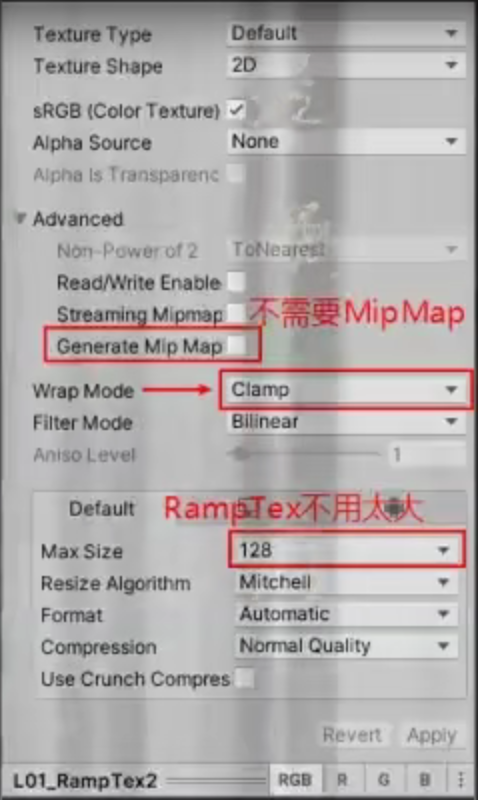 Texture Type Default
Texture Shape 2D
sRGB (Color Texture)
Alpha Source None
Alpha Is Transparenc
Advanced
Non-Power of 2 ToNearest
Read/Write Enable
Streaming Mipmap 不需要MipMap
Generate Mip Map
Wrap Mode Clamp
Filter Mode Bilinear
Aniso Level 1
Default RampTex不用太大
Max Size 128
Resize Algorithm Mitchell
Format Automatic
Compression Normal Quality
Use Crunch Compres
Revert Apply
L01_RampTex2 RGB R G B